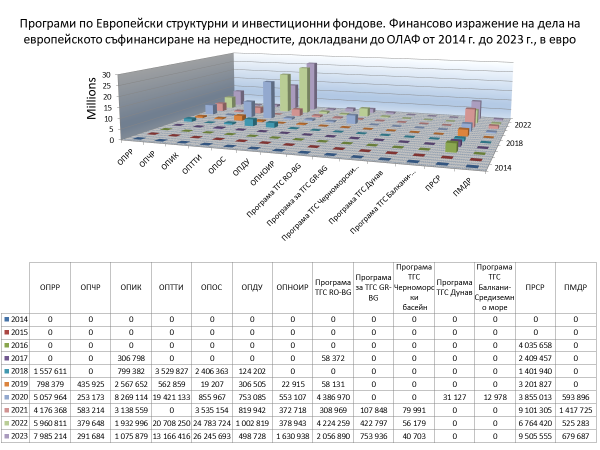 Програми по Европейски структурни и инвестиционни фондове. Финансово изражение на дела на
европейското съфинансиране на нередностите, докладвани до ОЛАФ от 2014 г. до 2023 г., в евро
Millions
30
25
20
15
10
5
0
2022
2018
2014
ОПРР
ОПЧР
ОПИК
ОПТТИ
ОПОС
ОПДУ
ОПНОИР
Програма ТГС RO-BG
Програма за ТГС GR-BG
Програма ТГС Черноморски…
Програма ТГС Дунав
Програма ТГС Балкани-…
ПРСР
ПМДР
ОПРР ОПЧР ОПИК ОПТТИ ОПОС ОПДУ ОПНОИР Програма ТГС RO-BG Програма за ТГС GR-BG Програма ТГС Черноморски басейн Програма ТГС Дунав Програма ТГС Балкани-Средиземно море ПРСР ПМДР
2014 0 0 0 0 0 0 0 0 0 0 0 0 0 0
2015 0 0 0 0 0 0 0 0 0 0 0 0 0 0
2016 0 0 0 0 0 0 0 0 0 0 0 0 4 035 658 0
2017 0 0 306 798 0 0 0 0 58 372 0 0 0 0 2 409 457 0
2018 1 557 611 0 799 382 3 529 827 2 406 363 124 202 0 0 0 0 0 0 1 401 940 0
2019 798 379 435 925 2 567 652 562 859 19 207 306 505 22 915 58 131 0 0 0 0 3 201 827 0
2020 5 057 964 253 173 8 269 114 19 421 133 855 967 753 085 553 107 4 386 970 0 0 31 127 12 978 3 855 013 593 896
2021 4 176 368 583 214 3 138 559 0 3 535 154 819 942 372 718 308 969 107 848 79 991 0 0 9 101 305 1 417 725
2022 5 960 811 379 648 1 932 996 20 708 250 24 783 724 1 002 819 378 943 4 224 259 422 797 56 179 0 0 6 764 420 525 283
2023 7 985 214 291 684 1 075 879 13 166 416 26 245 693 498 728 1 630 938 2 056 890 753 936 40 703 0 0 9 505 555 679 687